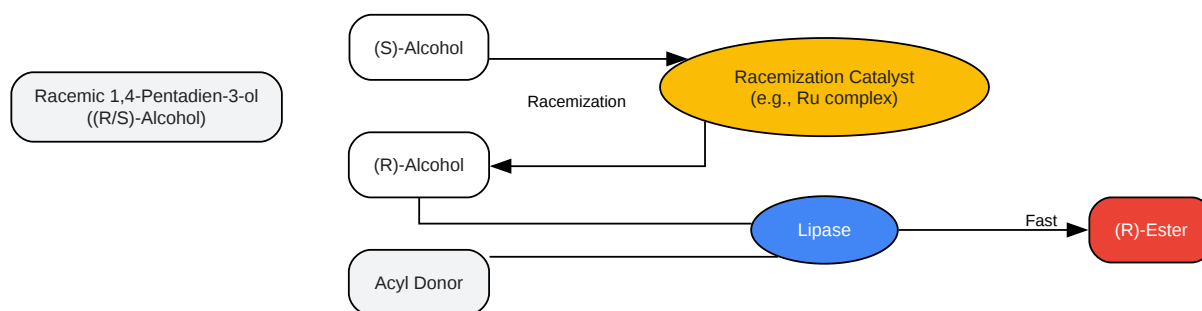 Racemic 1,4-Pentadien-3-ol
((R/S)-Alcohol)
(S)-Alcohol
Racemization
Racemization Catalyst
(e.g., Ru complex)
(R)-Alcohol
Lipase
Fast
(R)-Ester
Acyl Donor